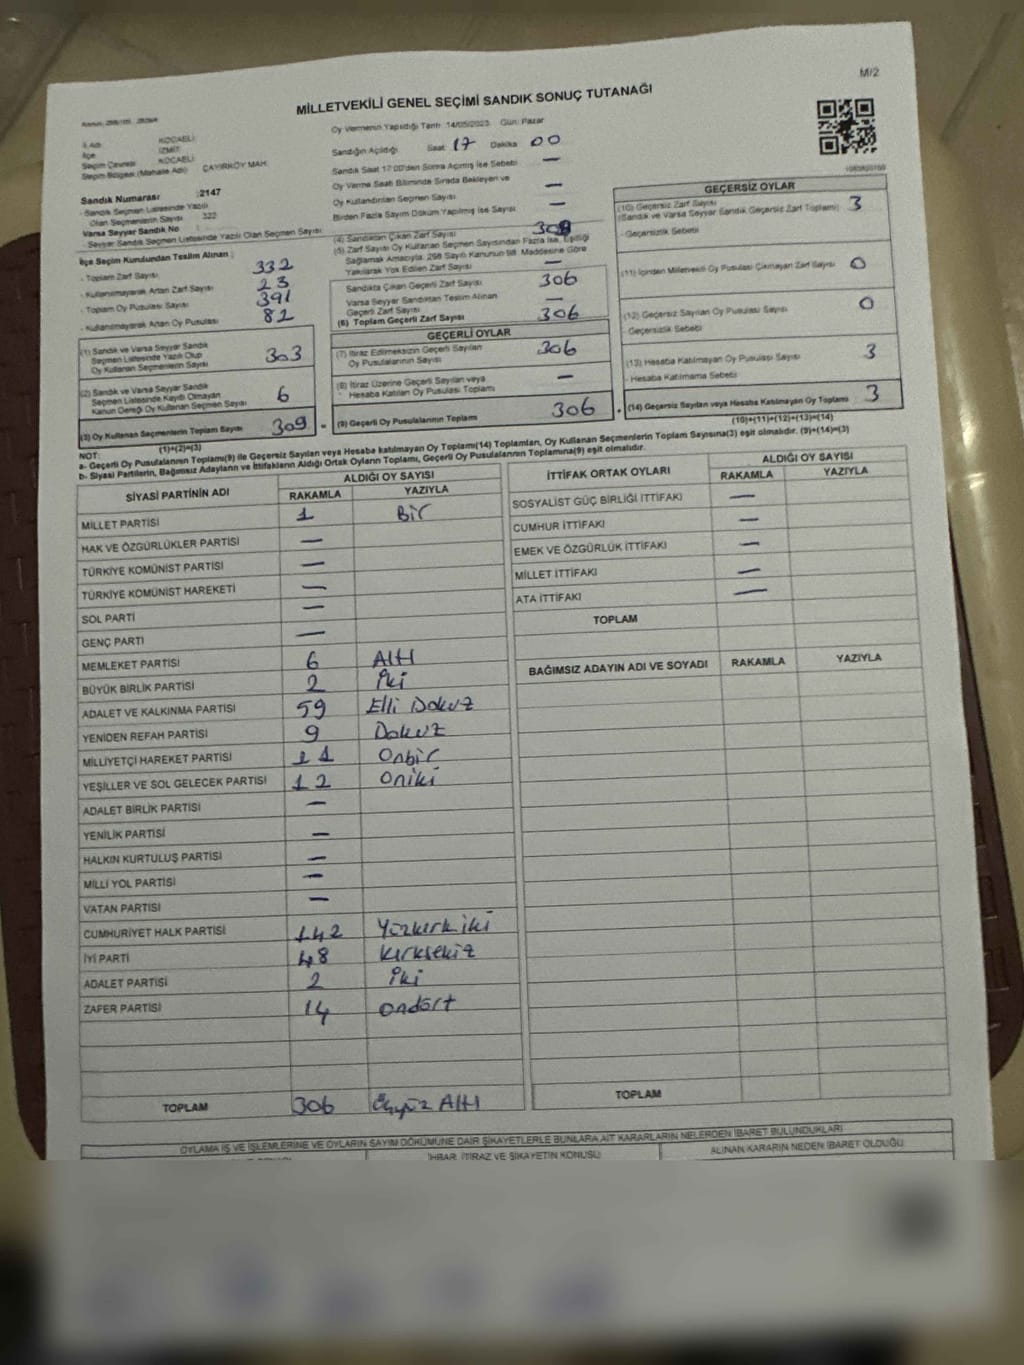 M/2
MİLLETVEKİLİ GENEL SEÇİMİ SANDIK SONUÇ TUTANAĞI
İli Adı KOCAELİ
İlçe İZMİT
Seçim Çevresi KOCAELİ
Seçim Bölgesi (Mahalle Adı) ÇAYIRKÖY MAH.
Sandık Numarası :2147
- Sandık Seçmen Listesinde Yazılı
Olan Seçmenlerin Sayısı 322
Varsa Seyyar Sandık No
- Seyyar Sandık Seçmen Listesinde Yazılı Olan Seçmen Sayısı
İlçe Seçim Kurulundan Teslim Alınan :
- Toplam Zarf Sayısı 332
- Kullanılmayarak Artan Zarf Sayısı 23
- Toplam Oy Pusulası Sayısı 391
- Kullanılmayarak Artan Oy Pusulası 82
(1) Sandık ve Varsa Seyyar Sandık
Seçmen Listesinde Yazılı Olup
Oy Kullanan Seçmenlerin Sayısı 303
(2) Sandık ve Varsa Seyyar Sandık
Seçmen Listesinde Kayıtlı Olmayan
Kanun Gereği Oy Kullanan Seçmen Sayısı 6
(3) Oy Kullanan Seçmenlerin Toplam Sayısı 309
(1)+(2)=(3)
Oy Vermenin Yapıldığı Tarih: 14/05/2023 Gün: Pazar
Sandığın Açıldığı Saat 17 Dakika 00
Sandık Saat 17:00'den Sonra Açılmış İse Sebebi —
Oy Verme Saati Bitiminde Sırada Bekleyen ve
Oy Kullandırılan Seçmen Sayısı —
Birden Fazla Sayım Döküm Yapılmış İse Sayısı —
(4) Sandıktan Çıkan Zarf Sayısı 309
(5) Zarf Sayısı Oy Kullanan Seçmen Sayısından Fazla İse, Eşitliği
Sağlamak Amacıyla, 298 Sayılı Kanunun 98. Maddesine Göre
Yakılarak Yok Edilen Zarf Sayısı —
Sandıkta Çıkan Geçerli Zarf Sayısı 306
Varsa Seyyar Sandıktan Teslim Alınan
Geçerli Zarf Sayısı —
(6) Toplam Geçerli Zarf Sayısı 306
GEÇERLİ OYLAR
(7) İtiraz Edilmeksizin Geçerli Sayılan
Oy Pusulalarının Sayısı 306
(8) İtiraz Üzerine Geçerli Sayılan veya
Hesaba Katılan Oy Pusulası Toplamı —
(9) Geçerli Oy Pusulalarının Toplamı 306
GEÇERSİZ OYLAR
(10) Geçersiz Zarf Sayısı 3
(Sandık ve Varsa Seyyar Sandık Geçersiz Zarf Toplamı)
- Geçersizlik Sebebi
(11) İçinden Milletvekili Oy Pusulası Çıkmayan Zarf Sayısı 0
(12) Geçersiz Sayılan Oy Pusulası Sayısı 0
- Geçersizlik Sebebi
(13) Hesaba Katılmayan Oy Pusulası Sayısı 3
- Hesaba Katılmama Sebebi
(14) Geçersiz Sayılan veya Hesaba Katılmayan Oy Toplamı 3
(10)+(11)+(12)+(13)=(14)
NOT:
a- Geçerli Oy Pusulalarının Toplamı(9) ile Geçersiz Sayılan veya Hesaba katılmayan Oy Toplamı(14) Toplamları, Oy Kullanan Seçmenlerin Toplam Sayısına(3) eşit olmalıdır. (9)+(14)=(3)
b- Siyasi Partilerin, Bağımsız Adayların ve İttifakların Aldığı Ortak Oyların Toplamı, Geçerli Oy Pusulalarının Toplamına(9) eşit olmalıdır.
SİYASİ PARTİNİN ADI ALDIĞI OY SAYISI
RAKAMLA YAZIYLA
MİLLET PARTİSİ 1 Bir
HAK VE ÖZGÜRLÜKLER PARTİSİ —
TÜRKİYE KOMÜNİST PARTİSİ —
TÜRKİYE KOMÜNİST HAREKETİ —
SOL PARTİ —
GENÇ PARTİ —
MEMLEKET PARTİSİ 6 Altı
BÜYÜK BİRLİK PARTİSİ 2 İki
ADALET VE KALKINMA PARTİSİ 59 Elli Dokuz
YENİDEN REFAH PARTİSİ 9 Dokuz
MİLLİYETÇİ HAREKET PARTİSİ 11 Onbir
YEŞİLLER VE SOL GELECEK PARTİSİ 12 Oniki
ADALET BİRLİK PARTİSİ —
YENİLİK PARTİSİ —
HALKIN KURTULUŞ PARTİSİ —
MİLLİ YOL PARTİSİ —
VATAN PARTİSİ —
CUMHURİYET HALK PARTİSİ 142 Yüzkırk iki
İYİ PARTİ 48 Kırksekiz
ADALET PARTİSİ 2 İki
ZAFER PARTİSİ 14 Ondört
TOPLAM 306 Üçyüz Altı
İTTİFAK ORTAK OYLARI ALDIĞI OY SAYISI
RAKAMLA YAZIYLA
SOSYALİST GÜÇ BİRLİĞİ İTTİFAKI —
CUMHUR İTTİFAKI —
EMEK VE ÖZGÜRLÜK İTTİFAKI —
MİLLET İTTİFAKI —
ATA İTTİFAKI —
TOPLAM
BAĞIMSIZ ADAYIN ADI VE SOYADI RAKAMLA YAZIYLA
TOPLAM
OYLAMA İŞ VE İŞLEMLERİNE VE OYLARIN SAYIM DÖKÜMÜNE DAİR ŞİKAYETLERLE BUNLARA AİT KARARLARIN NELERDEN İBARET BULUNDUKLARI
İHBAR, İTİRAZ VE ŞİKAYETİN KONUSU ALINAN KARARIN NEDEN İBARET OLDUĞU